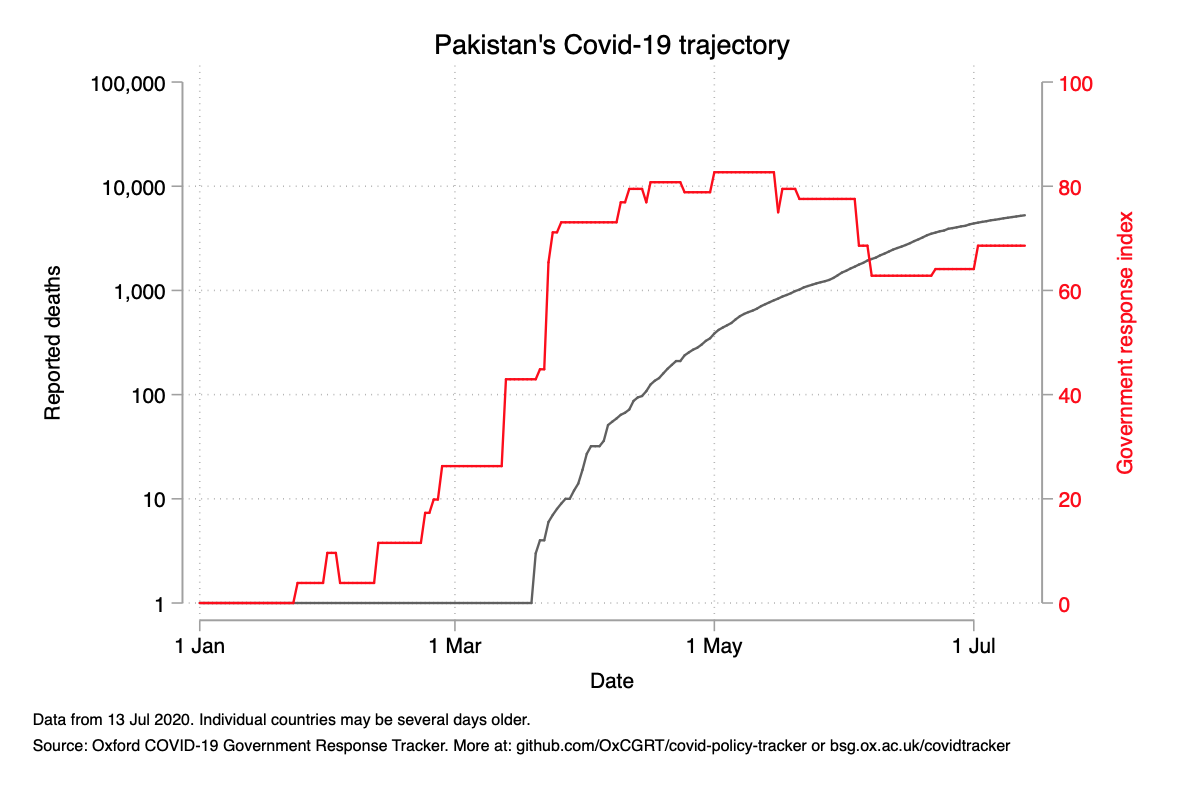 Pakistan's Covid-19 trajectory
100,000
10,000
1,000
100
10
1
Reported deaths
100
80
60
40
20
0
Government response index
1 Jan
1 Mar
1 May
1 Jul
Date
Data from 13 Jul 2020. Individual countries may be several days older.
Source: Oxford COVID-19 Government Response Tracker. More at: github.com/OxCGRT/covid-policy-tracker or bsg.ox.ac.uk/covidtracker